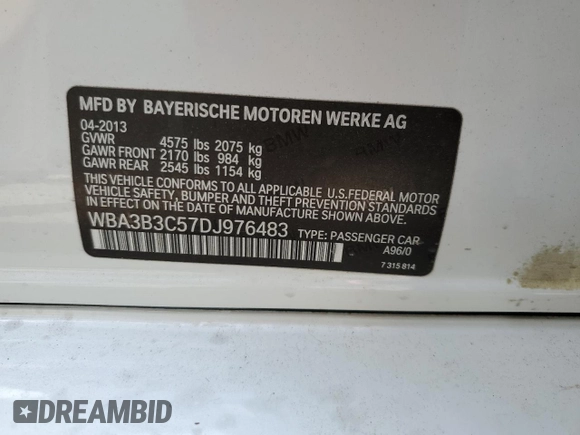 MFD BY BAYERISCHE MOTOREN WERKE AG
04-2013
GVWR 4575 lbs 2075 kg
GAWR FRONT 2170 lbs 984 kg
GAWR REAR 2545 lbs 1154 kg
THIS VEHICLE CONFORMS TO ALL APPLICABLE U.S.FEDERAL MOTOR
VEHICLE SAFETY, BUMPER, AND THEFT PREVENTION STANDARDS
IN EFFECT ON THE DATE OF MANUFACTURE SHOWN ABOVE.
WBA3B3C57DJ976483 TYPE: PASSENGER CAR
A96/0
7 315 814
DREAMBID